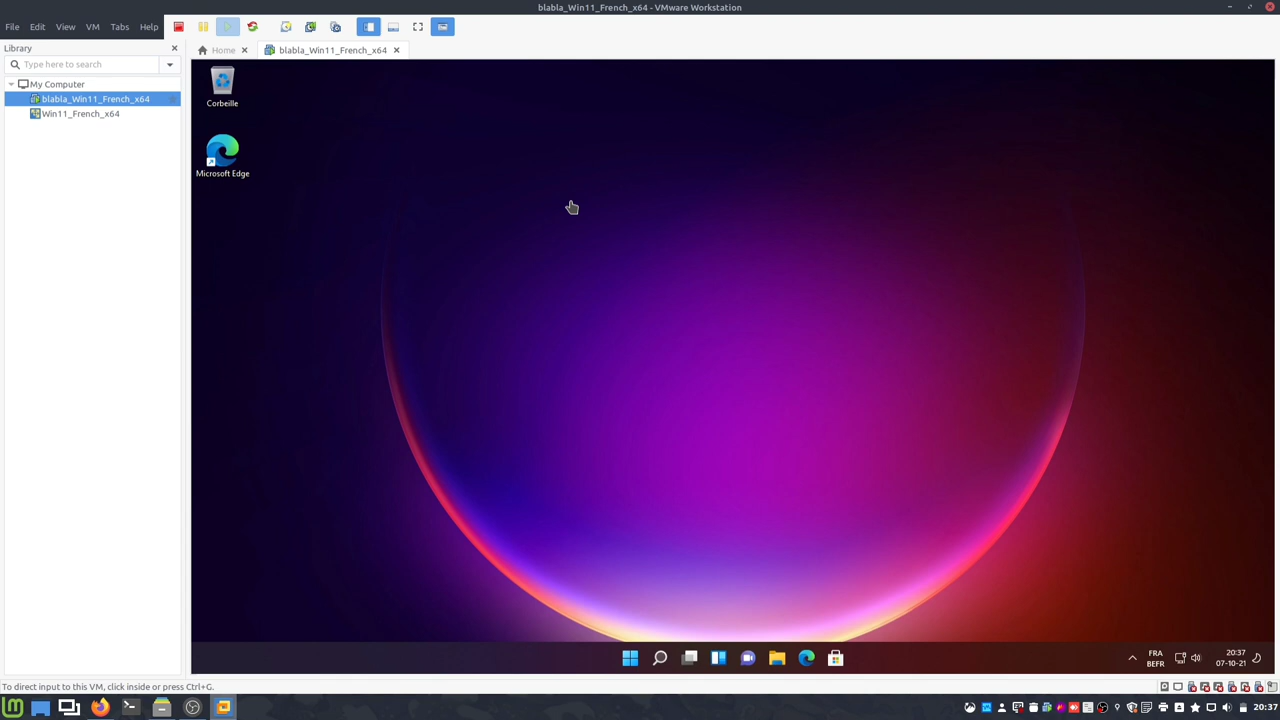 blabla_Win11_French_x64 - VMware Workstation
File Edit View VM Tabs Help
Library
Home
blabla_Win11_French_x64
Type here to search
My Computer
blabla_Win11_French_x64
Win11_French_x64
Corbeille
Microsoft Edge
FRA
BEFR
20:37
07-10-21
To direct input to this VM, click inside or press Ctrl+G.
20:37